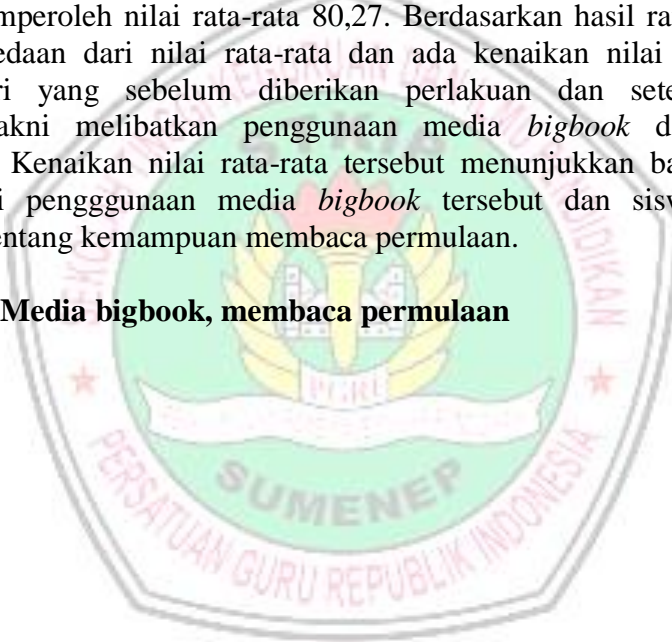 mperoleh nilai rata-rata 80,27. Berdasarkan hasil ra
edaan dari nilai rata-rata dan ada kenaikan nilai
ri yang sebelum diberikan perlakuan dan sete
akni melibatkan penggunaan media bigbook d
Kenaikan nilai rata-rata tersebut menunjukkan ba
i pengggunaan media bigbook tersebut dan sisw
entang kemampuan membaca permulaan.
Media bigbook, membaca permulaan
PGRI
SUMENEP
PERSATUAN GURU REPUBLIK INDONESIA